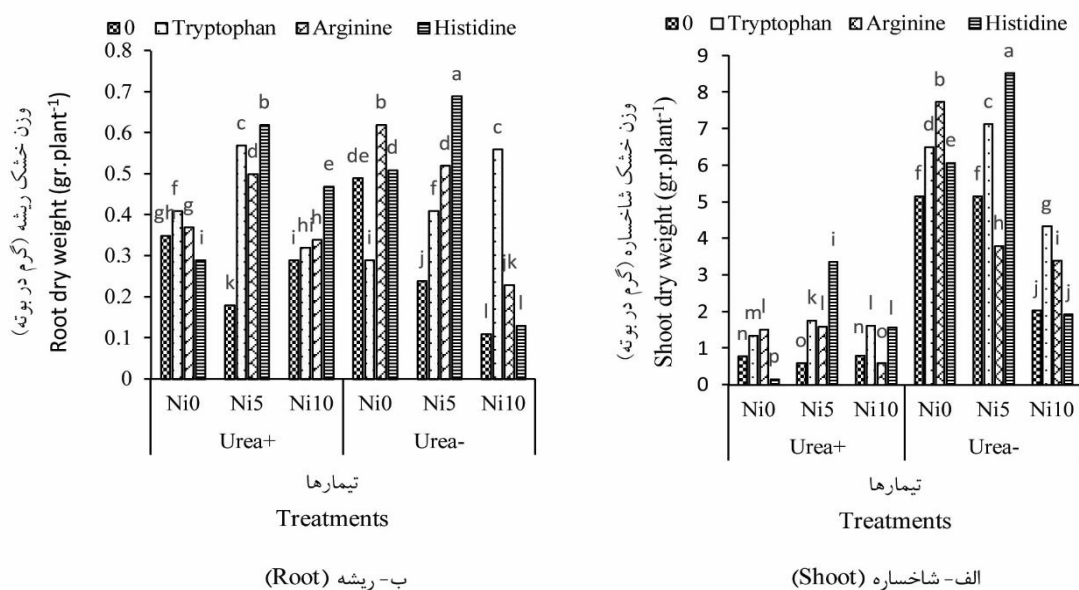 0 Tryptophan Arginine Histidine
وزن خشک ریشه (گرم در بوته)
Root dry weight (gr.plant-1)
0.8
0.7
0.6
0.5
0.4
0.3
0.2
0.1
0
gh f g i
k c d b
i hi h e
de i b d
j f d a
l c jk l
Ni0 Ni5 Ni10 Ni0 Ni5 Ni10
Urea+ Urea-
تیمارها
Treatments
ب- ریشه (Root)
0 Tryptophan Arginine Histidine
وزن خشک شاخساره (گرم در بوته)
Shoot dry weight (gr.plant-1)
9
8
7
6
5
4
3
2
1
0
n m l p
o k l i
n l o l
f d b e
f c h a
j g i j
Ni0 Ni5 Ni10 Ni0 Ni5 Ni10
Urea+ Urea-
تیمارها
Treatments
الف- شاخساره (Shoot)